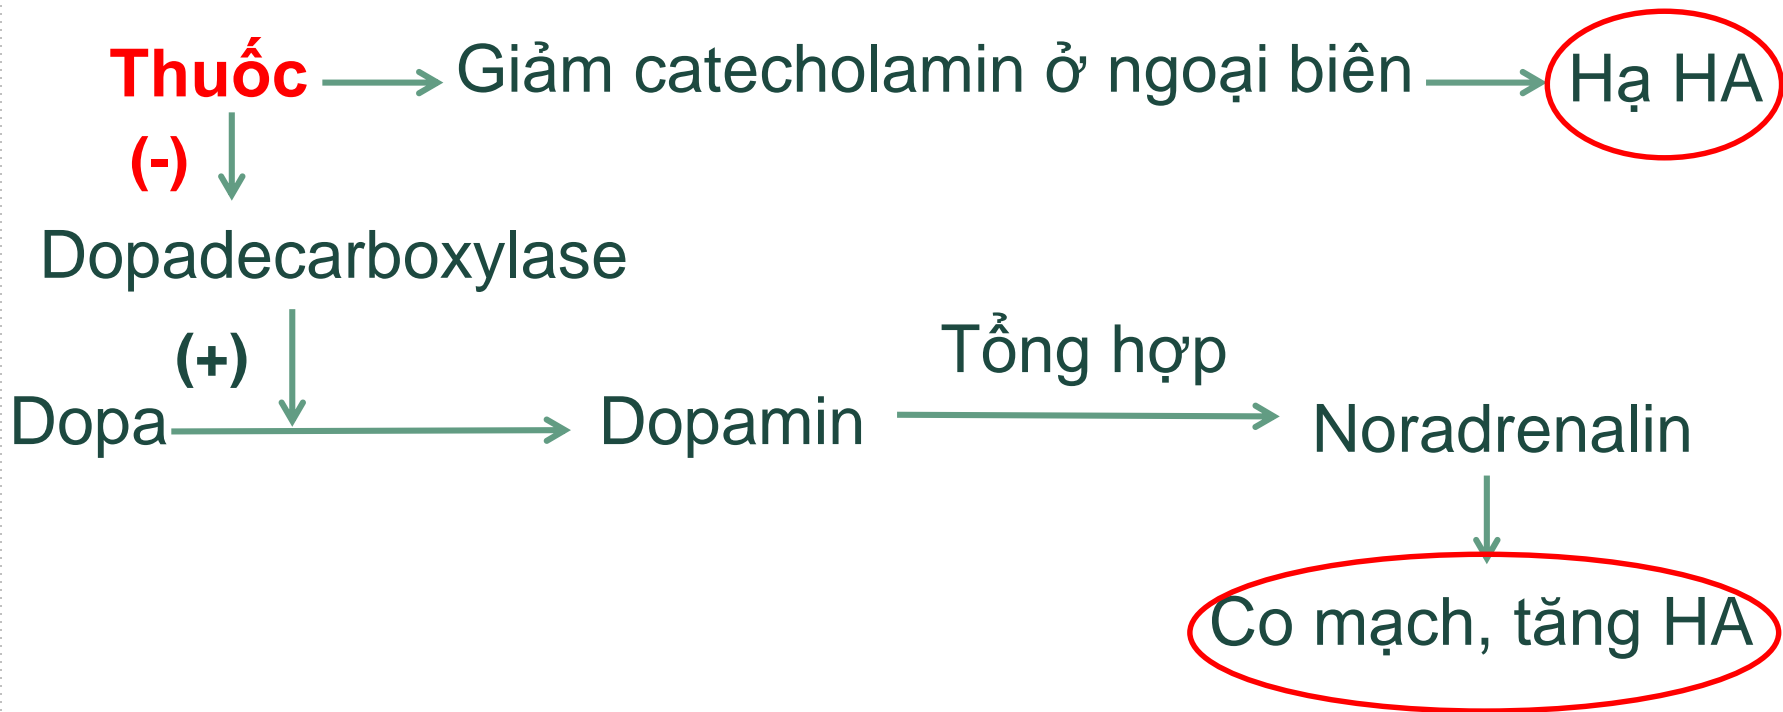 Thuốc Giảm catecholamin ở ngoại biên Hạ HA
(-)
Dopadecarboxylase
(+) Tổng hợp
Dopa Dopamin Noradrenalin
Co mạch, tăng HA